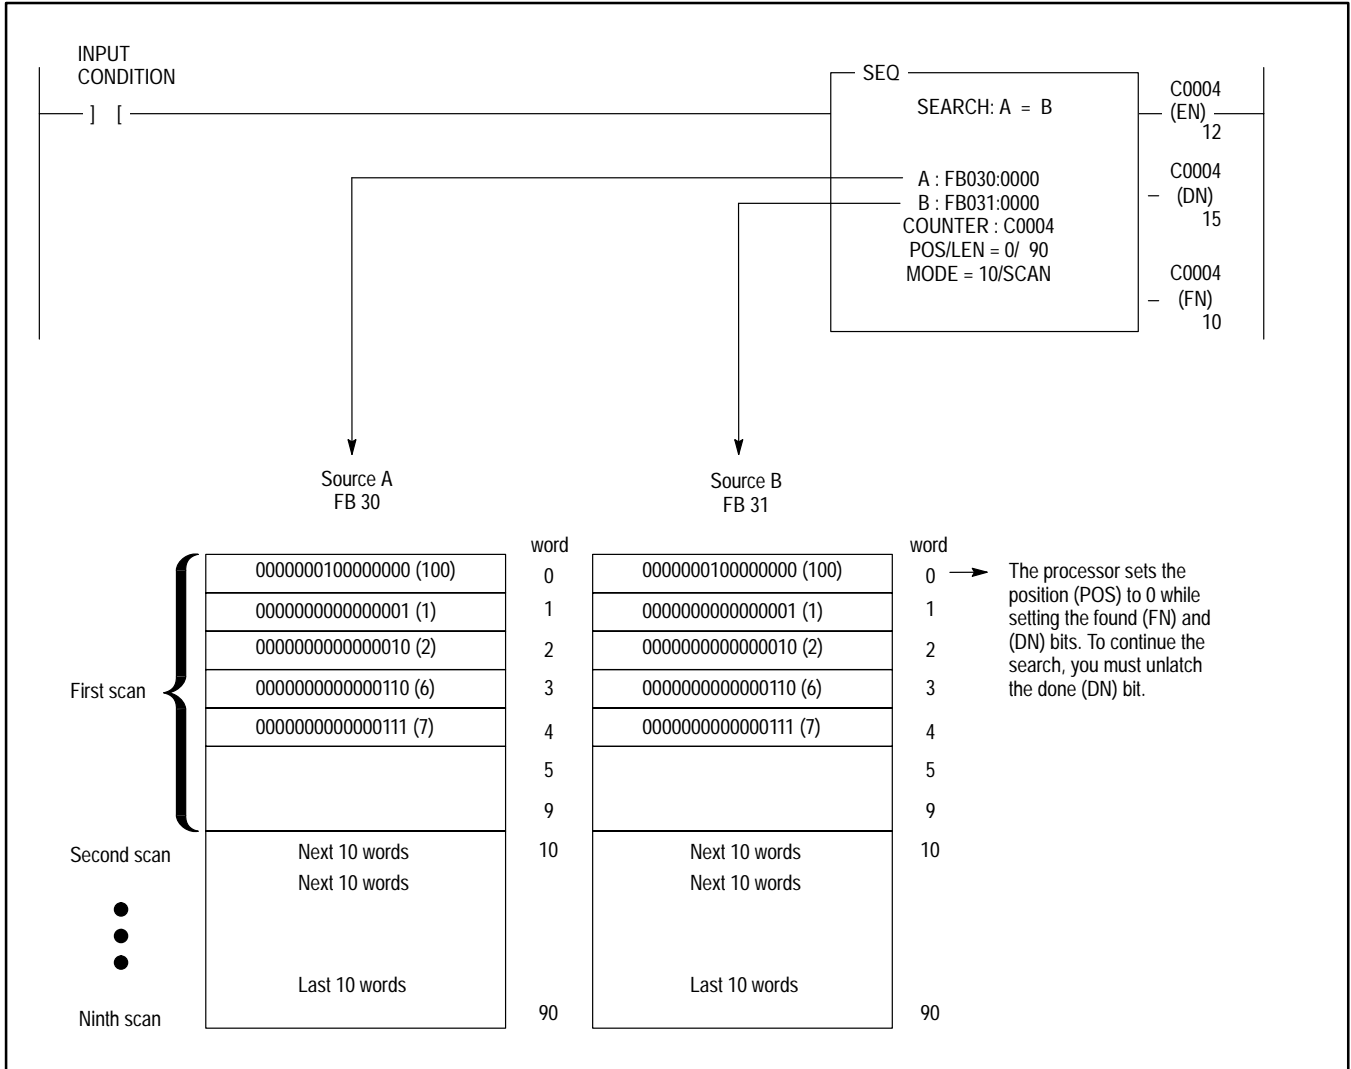 INPUT
CONDITION
] [
SEQ
SEARCH: A = B
A : FB030:0000
B : FB031:0000
COUNTER : C0004
POS/LEN = 0/ 90
MODE = 10/SCAN
C0004
(EN)
12
C0004
(DN)
15
C0004
(FN)
10
Source A
FB 30
Source B
FB 31
word
word
0000000100000000 (100)
0
0000000100000000 (100)
0
0000000000000001 (1)
1
0000000000000001 (1)
1
0000000000000010 (2)
2
0000000000000010 (2)
2
First scan
0000000000000110 (6)
3
0000000000000110 (6)
3
0000000000000111 (7)
4
0000000000000111 (7)
4
5
5
9
9
The processor sets the
position (POS) to 0 while
setting the found (FN) and
(DN) bits. To continue the
search, you must unlatch
the done (DN) bit.
Second scan
Next 10 words
10
Next 10 words
10
Next 10 words
Next 10 words
Last 10 words
Last 10 words
Ninth scan
90
90